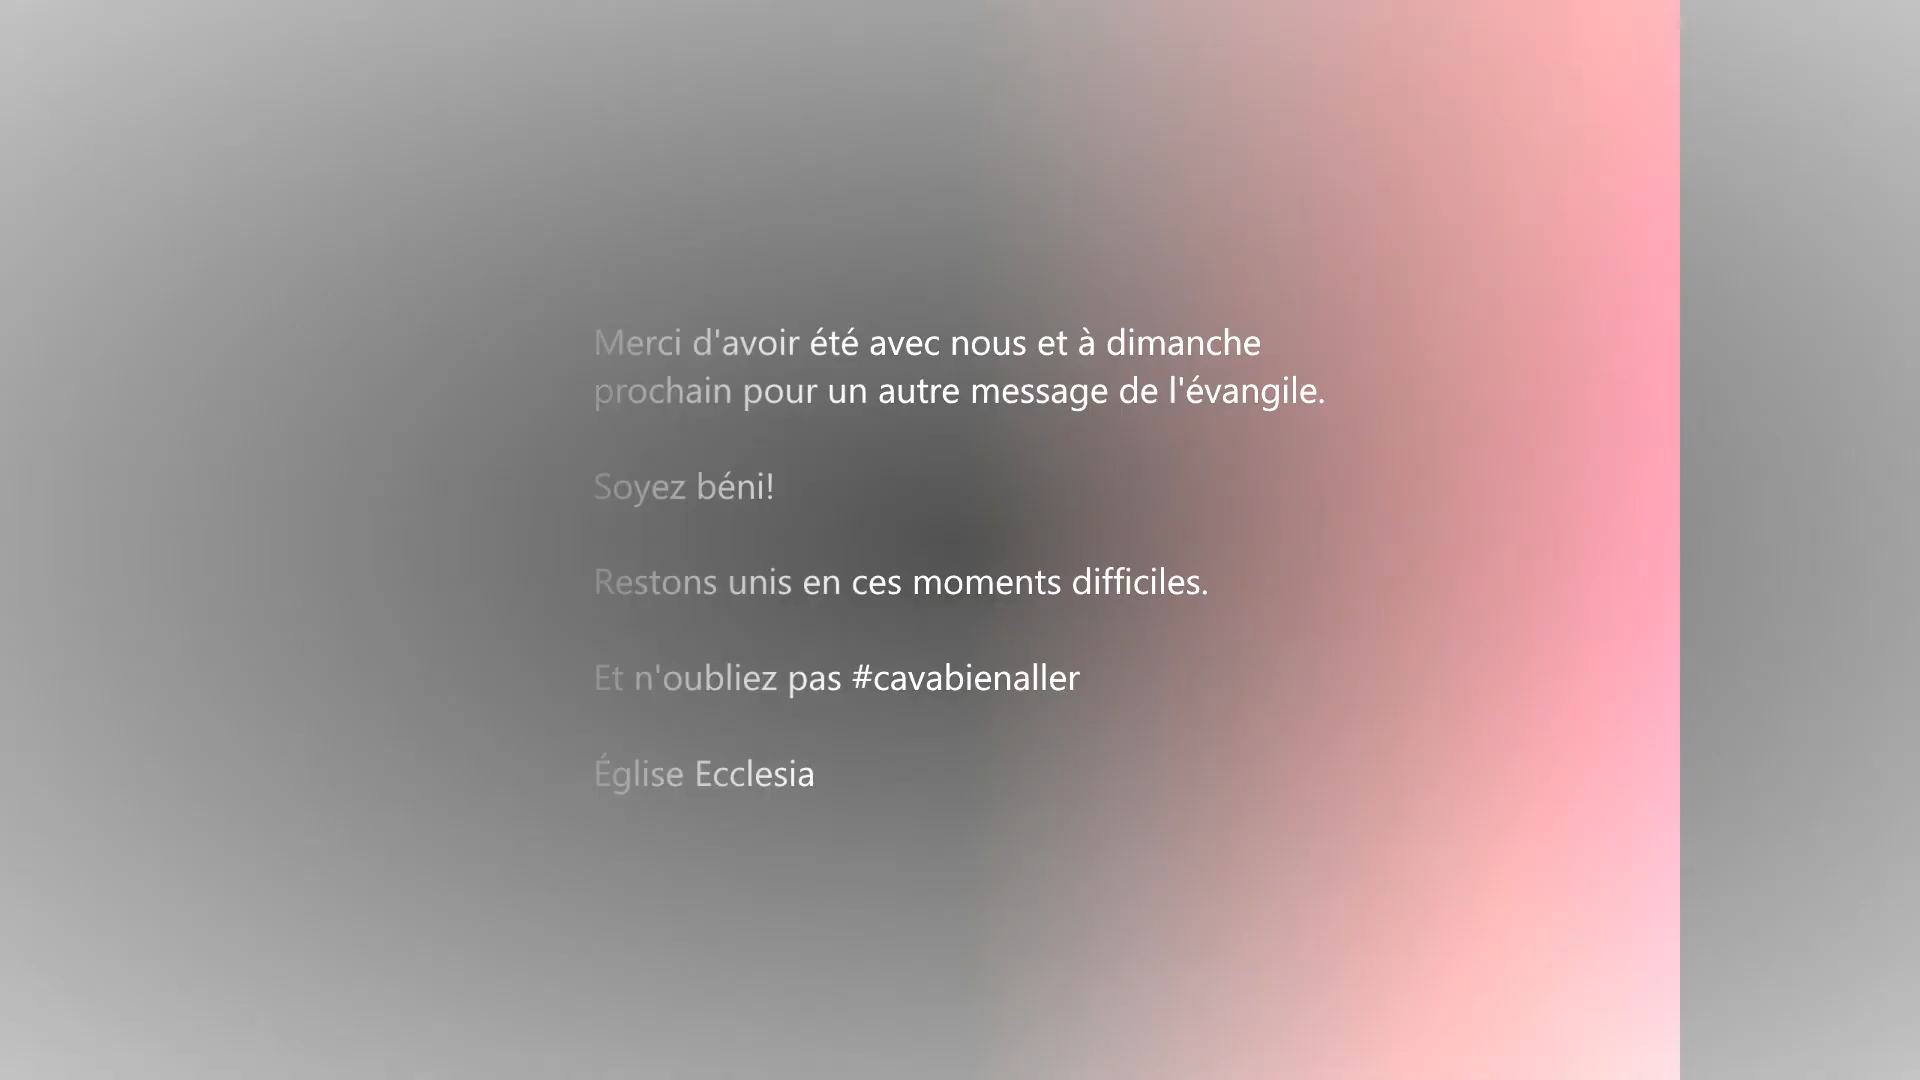 Merci d'avoir été avec nous et à dimanche
prochain pour un autre message de l'évangile.
Soyez béni!
Restons unis en ces moments difficiles.
Et n'oubliez pas #cavabienaller
Église Ecclesia